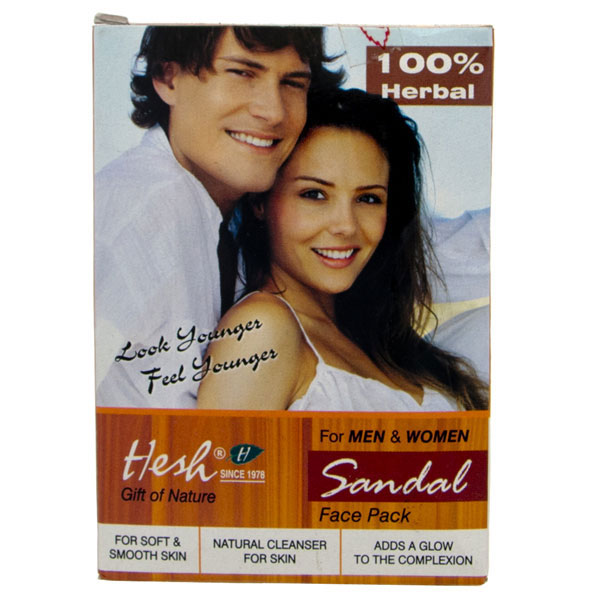 100%
Herbal
Look Younger
Feel Younger
For MEN & WOMEN
Hesh® H
SINCE 1978
Gift of Nature
Sandal
Face Pack
FOR SOFT &
SMOOTH SKIN
NATURAL CLEANSER
FOR SKIN
ADDS A GLOW
TO THE COMPLEXION